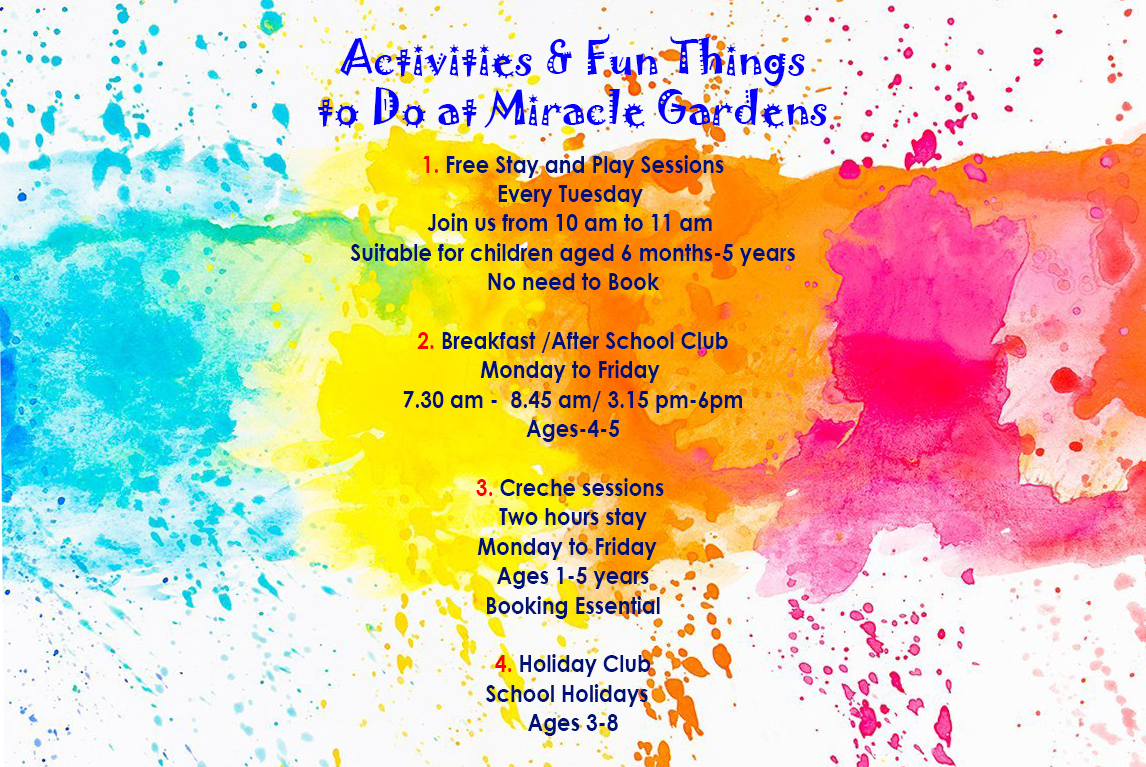 Activities & Fun Things
to Do at Miracle Gardens
1. Free Stay and Play Sessions
Every Tuesday
Join us from 10 am to 11 am
Suitable for children aged 6 months-5 years
No need to Book
2. Breakfast /After School Club
Monday to Friday
7.30 am - 8.45 am/ 3.15 pm-6pm
Ages-4-5
3. Creche sessions
Two hours stay
Monday to Friday
Ages 1-5 years
Booking Essential
4. Holiday Club
School Holidays
Ages 3-8